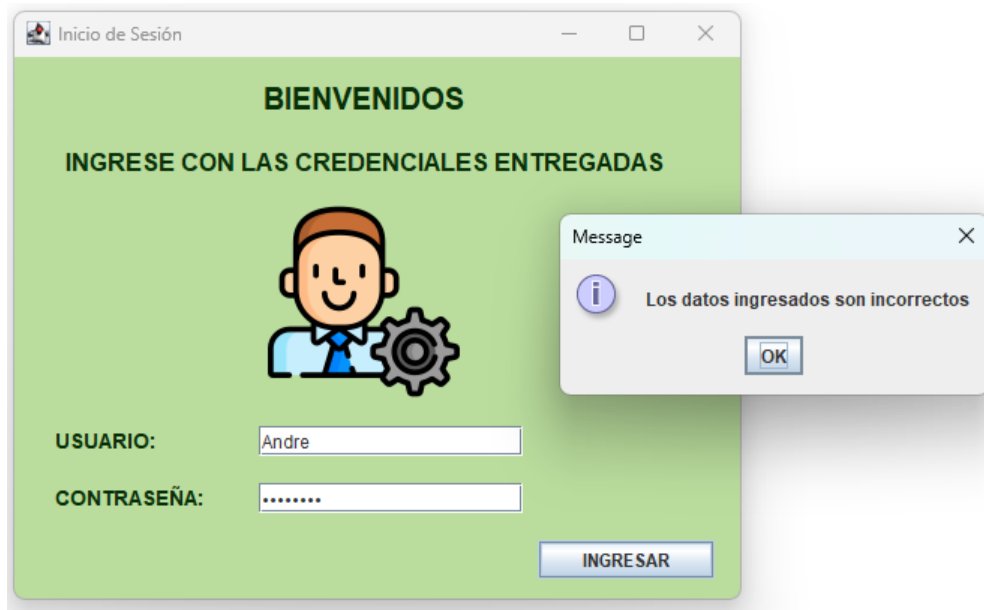 Inicio de Sesión
BIENVENIDOS
INGRESE CON LAS CREDENCIALES ENTREGADAS
Message
i
Los datos ingresados son incorrectos
OK
USUARIO: Andre
CONTRASEÑA: ••••••••
INGRESAR